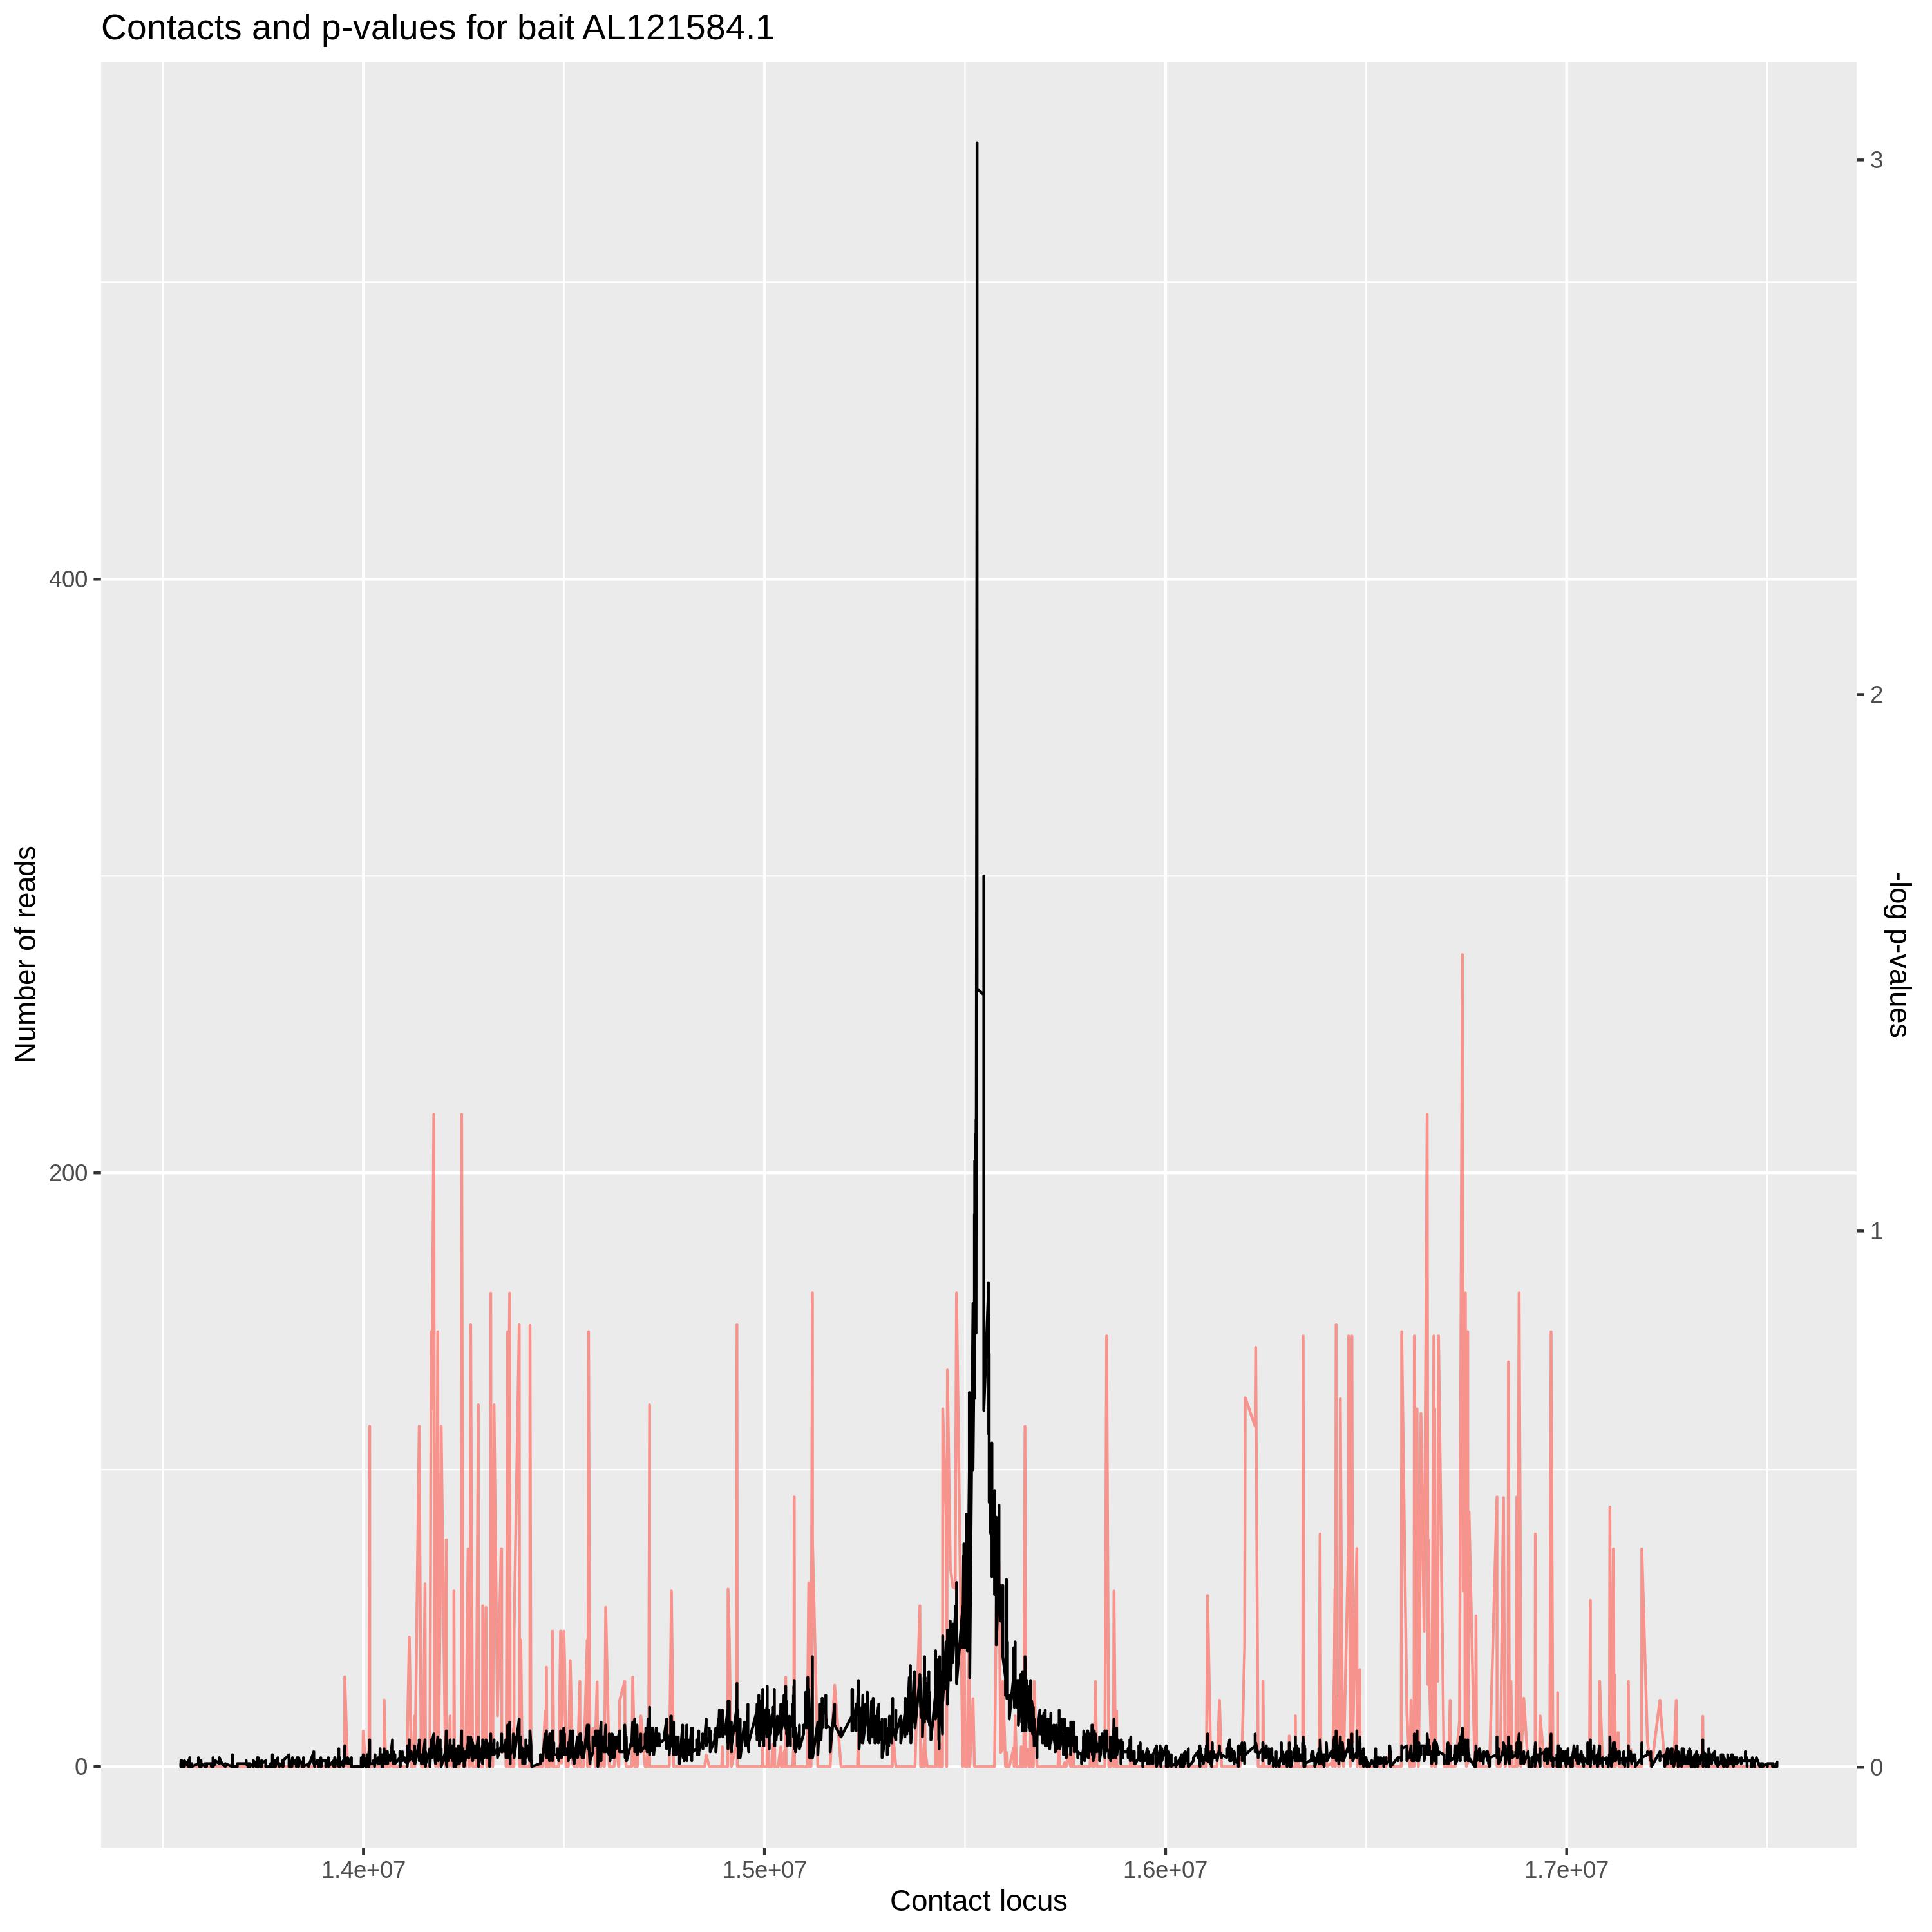 Contacts and p-values for bait AL121584.1
400
200
0
Number of reads
3
2
1
0
-log p-values
1.4e+07
1.5e+07
1.6e+07
1.7e+07
Contact locus